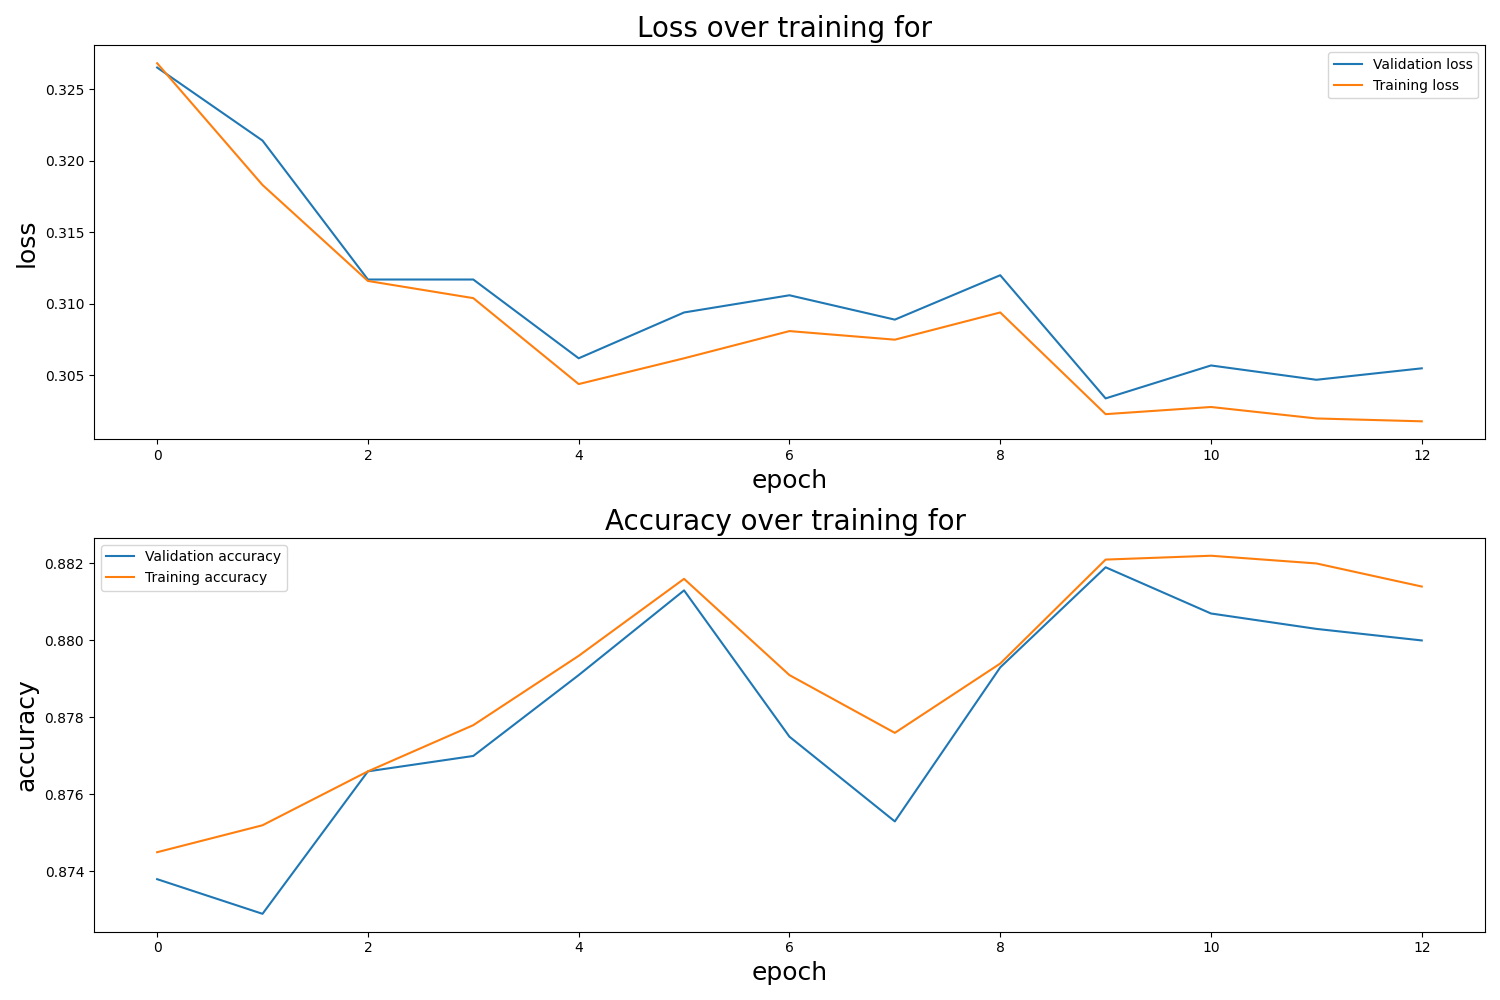 Loss over training for
Validation loss
Training loss
0.325
0.320
0.315
0.310
0.305
loss
0 2 4 6 8 10 12
epoch
Accuracy over training for
Validation accuracy
Training accuracy
0.882
0.880
0.878
0.876
0.874
accuracy
0 2 4 6 8 10 12
epoch